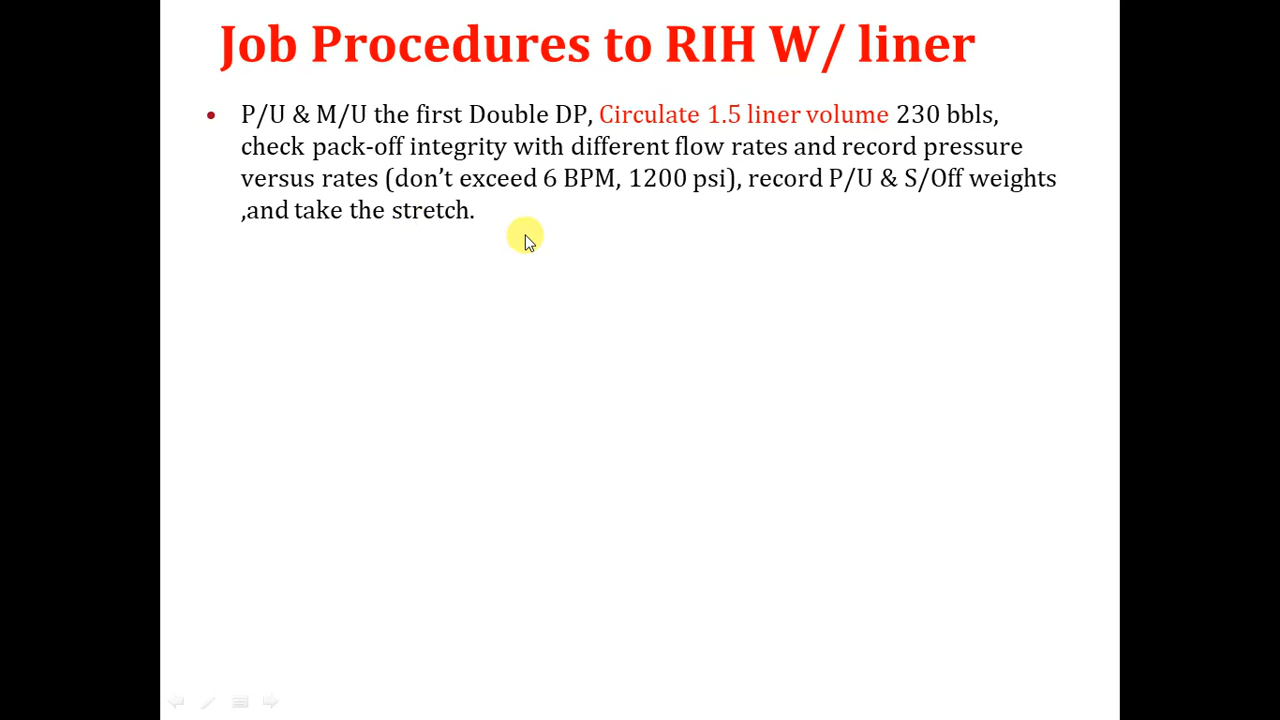 Job Procedures to RIH W/ liner
• P/U & M/U the first Double DP, Circulate 1.5 liner volume 230 bbls,
check pack-off integrity with different flow rates and record pressure
versus rates (don’t exceed 6 BPM, 1200 psi), record P/U & S/Off weights
,and take the stretch.